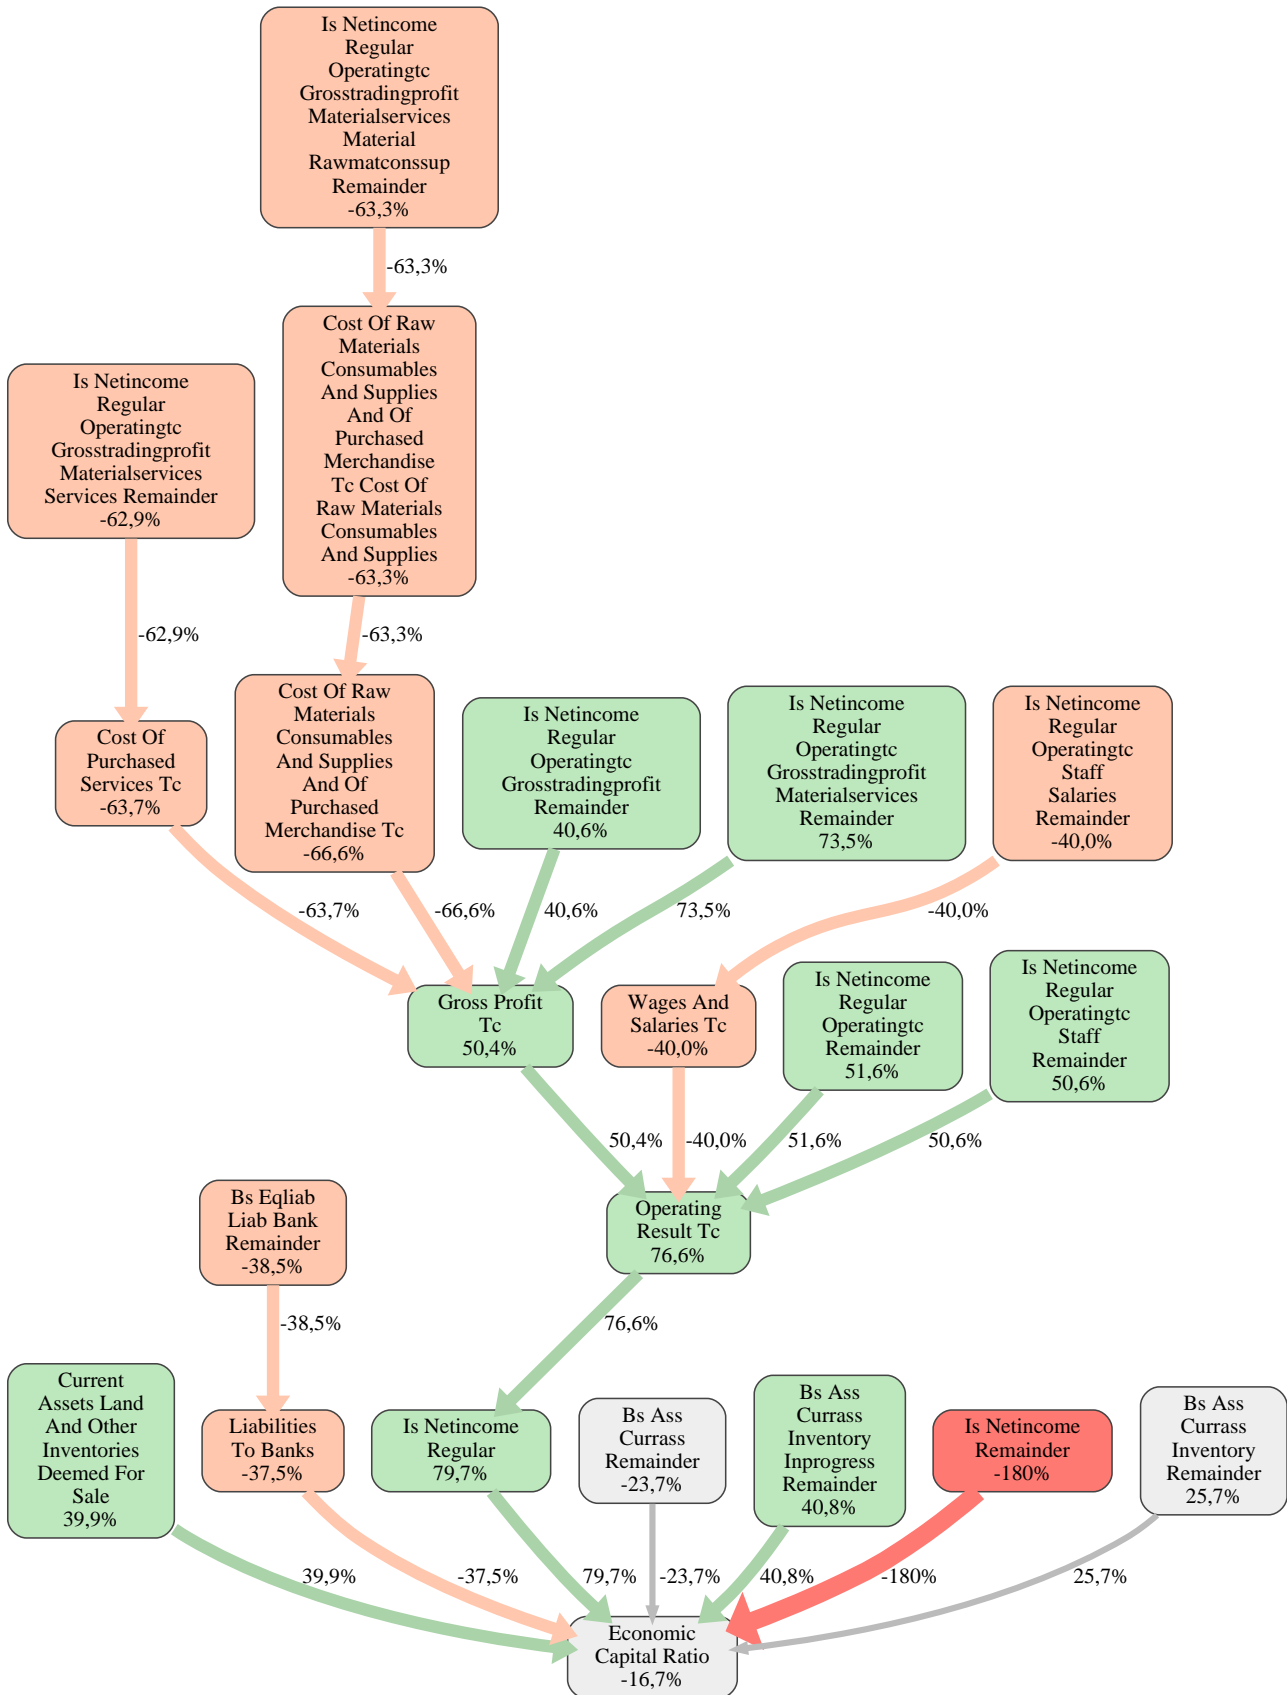 Is Netincome
Regular
Operatingtc
Grosstradingprofit
Materialservices
Material
Rawmatconssup
Remainder
-63,3%
-63,3%
Cost Of Raw
Materials
Consumables
And Supplies
And Of
Purchased
Merchandise
Tc Cost Of
Raw Materials
Consumables
And Supplies
-63,3%
Is Netincome
Regular
Operatingtc
Grosstradingprofit
Materialservices
Services Remainder
-62,9%
-62,9%
-63,3%
Cost Of
Purchased
Services Tc
-63,7%
Cost Of Raw
Materials
Consumables
And Supplies
And Of
Purchased
Merchandise Tc
-66,6%
Is Netincome
Regular
Operatingtc
Grosstradingprofit
Remainder
40,6%
Is Netincome
Regular
Operatingtc
Grosstradingprofit
Materialservices
Remainder
73,5%
Is Netincome
Regular
Operatingtc
Staff
Salaries
Remainder
-40,0%
-63,7%
-66,6%
40,6%
73,5%
-40,0%
Gross Profit
Tc
50,4%
Wages And
Salaries Tc
-40,0%
Is Netincome
Regular
Operatingtc
Remainder
51,6%
Is Netincome
Regular
Operatingtc
Staff
Remainder
50,6%
50,4%
-40,0%
51,6%
50,6%
Bs Eqliab
Liab Bank
Remainder
-38,5%
Operating
Result Tc
76,6%
-38,5%
76,6%
Current
Assets Land
And Other
Inventories
Deemed For
Sale
39,9%
Liabilities
To Banks
-37,5%
Is Netincome
Regular
79,7%
Bs Ass
Currass
Remainder
-23,7%
Bs Ass
Currass
Inventory
Inprogress
Remainder
40,8%
Is Netincome
Remainder
-180%
Bs Ass
Currass
Inventory
Remainder
25,7%
39,9%
-37,5%
79,7%
-23,7%
40,8%
-180%
25,7%
Economic
Capital Ratio
-16,7%